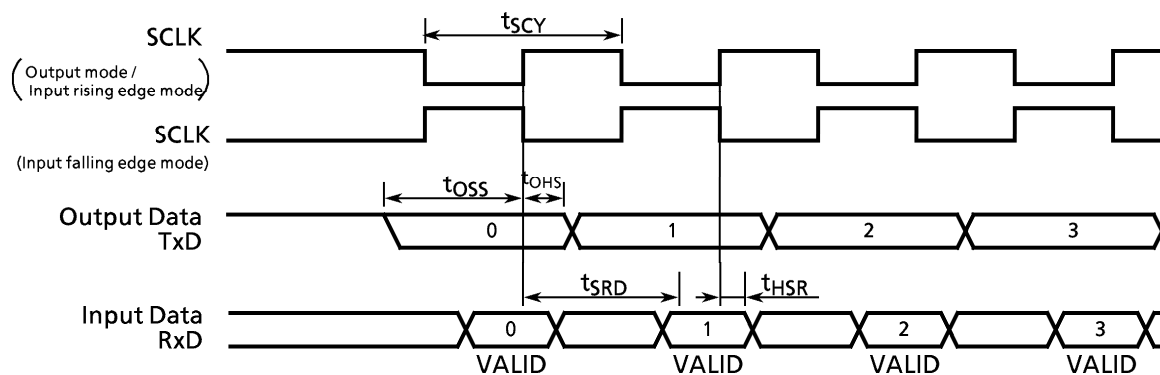 tSCY
SCLK
(Output mode /
Input rising edge mode)
SCLK
(Input falling edge mode)
tOSS tOHS
Output Data
TxD
0 1 2 3
tSRD tHSR
Input Data
RxD
0 1 2 3
VALID VALID VALID VALID